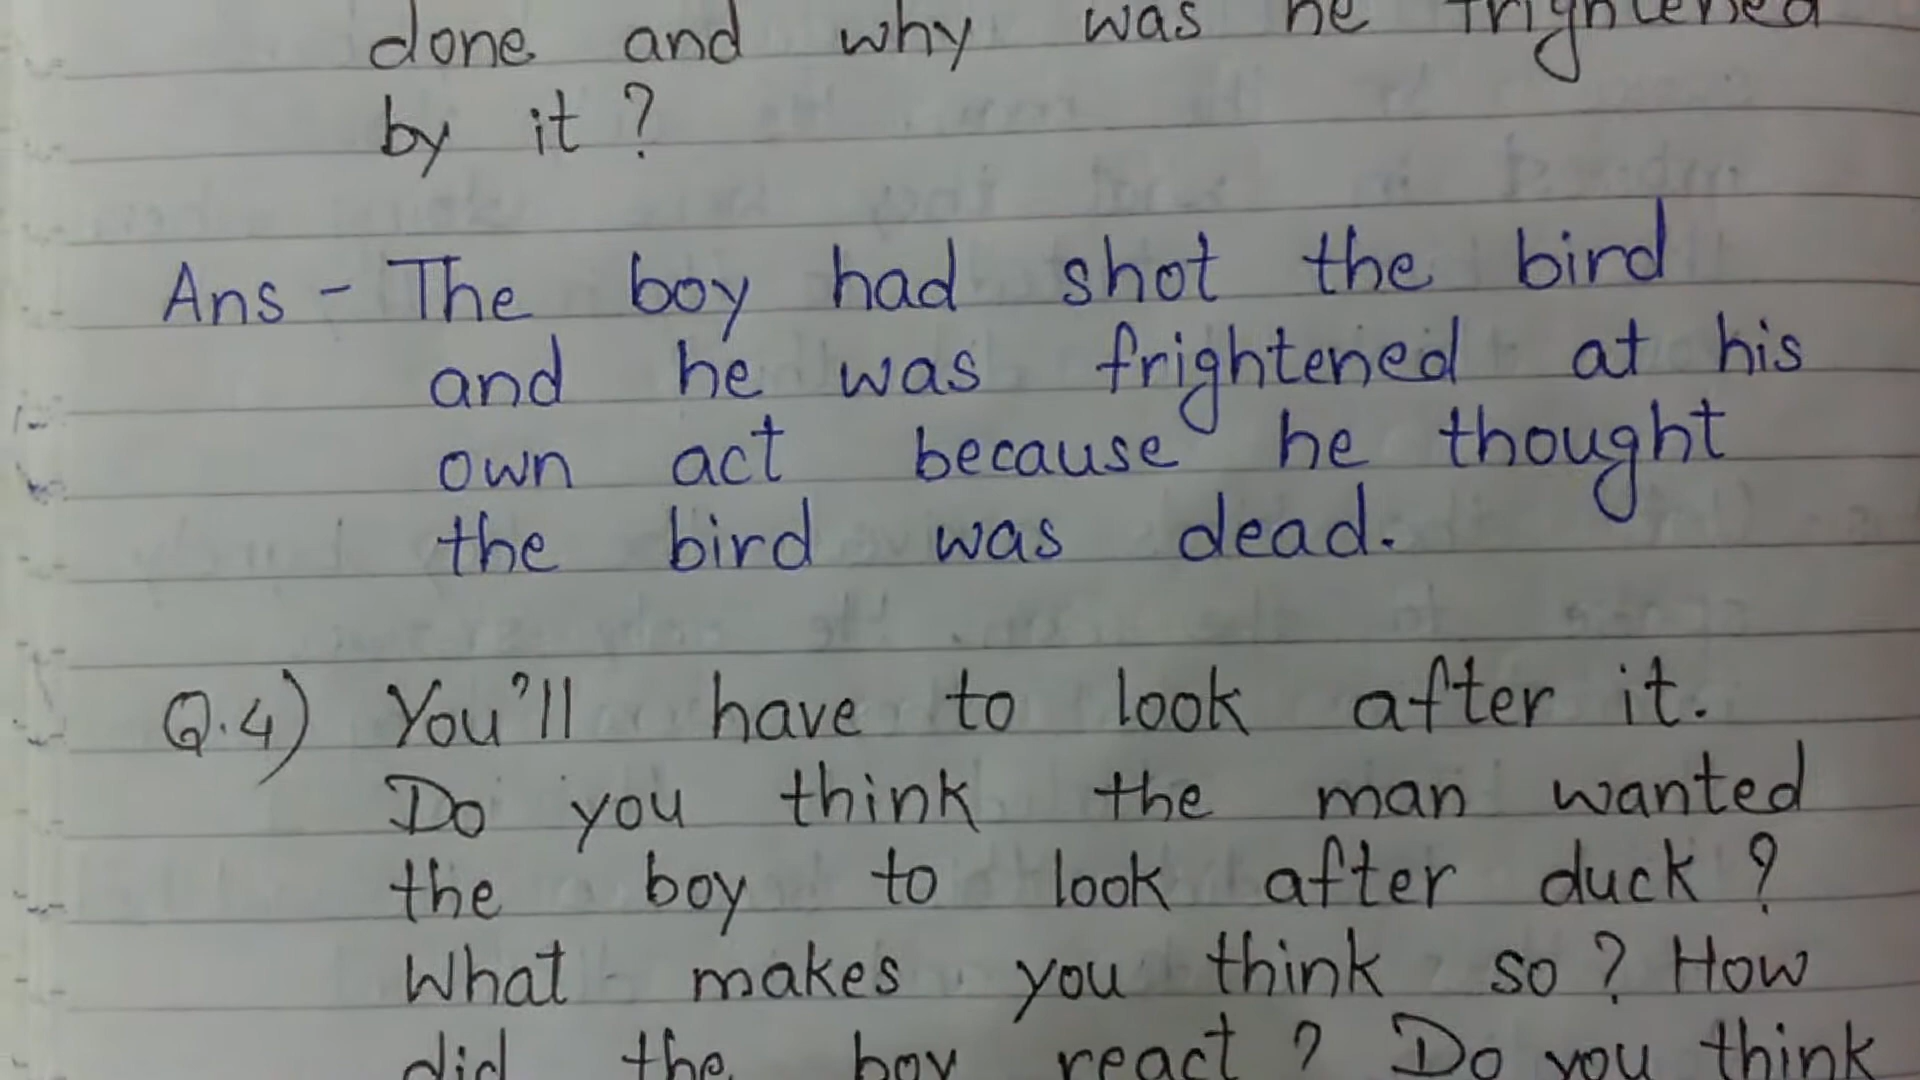 done and why was he frightened
by it ?
Ans - The boy had shot the bird
and he was frightened at his
own act because he thought
the bird was dead.
Q.4) You'll have to look after it.
Do you think the man wanted
the boy to look after duck ?
What makes you think so ? How
did the boy react ? Do you think